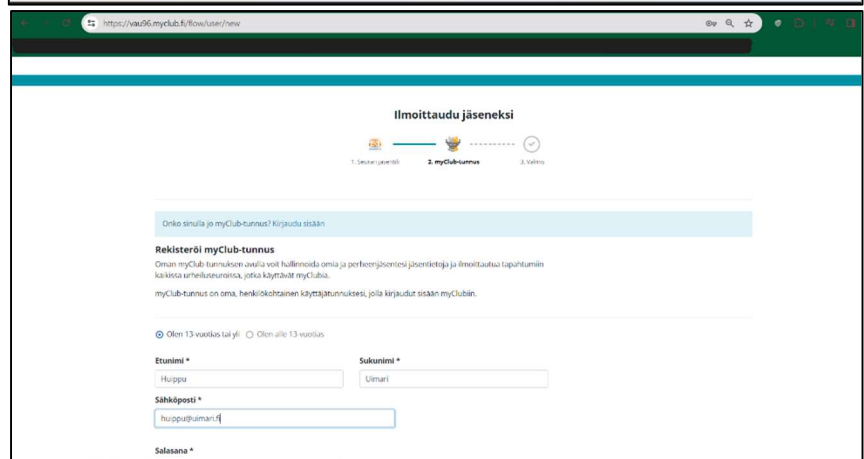 https://vau96.myclub.fi/flow/user/new
Ilmoittaudu jäseneksi
1. Seuran jäsentili 2. myClub-tunnus 3. Valmis
Onko sinulla jo myClub-tunnus? Kirjaudu sisään
Rekisteröi myClub-tunnus
Oman myClub-tunnuksen avulla voit hallinnoida omia ja perheenjäsentesi jäsentietoja ja ilmoittautua tapahtumiin
kaikissa urheiluseuroissa, jotka käyttävät myClubia.
myClub-tunnus on oma, henkilökohtainen käyttäjätunnuksesi, jolla kirjaudut sisään myClubiin.
Olen 13-vuotias tai yli Olen alle 13-vuotias
Etunimi * Sukunimi *
Huippu Uimari
Sähköposti *
huippu@uimari.fi
Salasana *